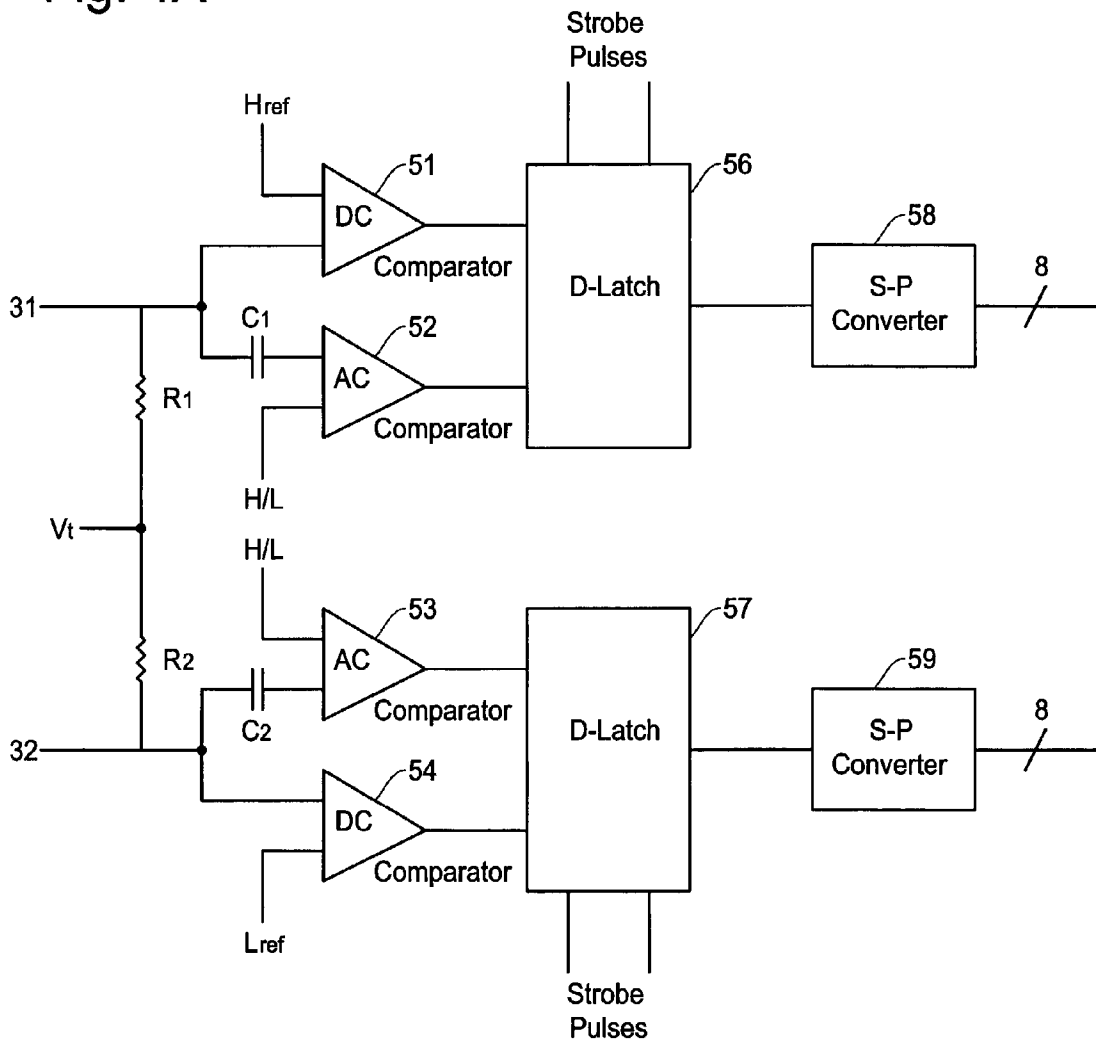 Strobe
Pulses
Href
51
56
DC
Comparator
58
D-Latch
S-P
Converter
8
31
C1
52
AC
Comparator
R1
H/L
Vt
H/L
53
57
AC
Comparator
R2
59
C2
D-Latch
S-P
Converter
8
32
54
DC
Comparator
Lref
Strobe
Pulses